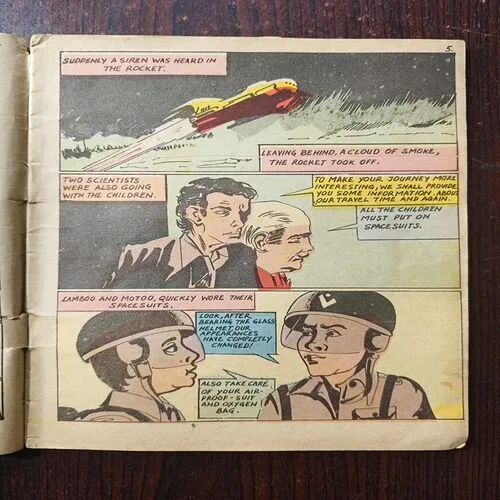 5.
SUDDENLY A SIREN WAS HEARD IN
THE ROCKET.
LEAVING BEHIND, A CLOUD OF SMOKE,
THE ROCKET TOOK OFF.
TWO SCIENTISTS
WERE ALSO GOING
WITH THE CHILDREN.
TO MAKE YOUR JOURNEY MORE
INTERESTING, WE SHALL PROVIDE
YOU SOME INFORMATION. ABOUT
OUR TRAVEL TIME AND AGAIN.
ALL THE CHILDREN
MUST PUT ON
SPACESUITS.
LAMBOO AND MOTOO, QUICKLY WORE THEIR
SPACESUITS.
LOOK, AFTER
BEARING THE GLASS
HELMET, OUR
APPEARANCES
HAVE COMPLETLY
CHANGED!
ALSO TAKE CARE
OF YOUR AIR-
PROOF-SUIT
AND OXYGEN
BAG.